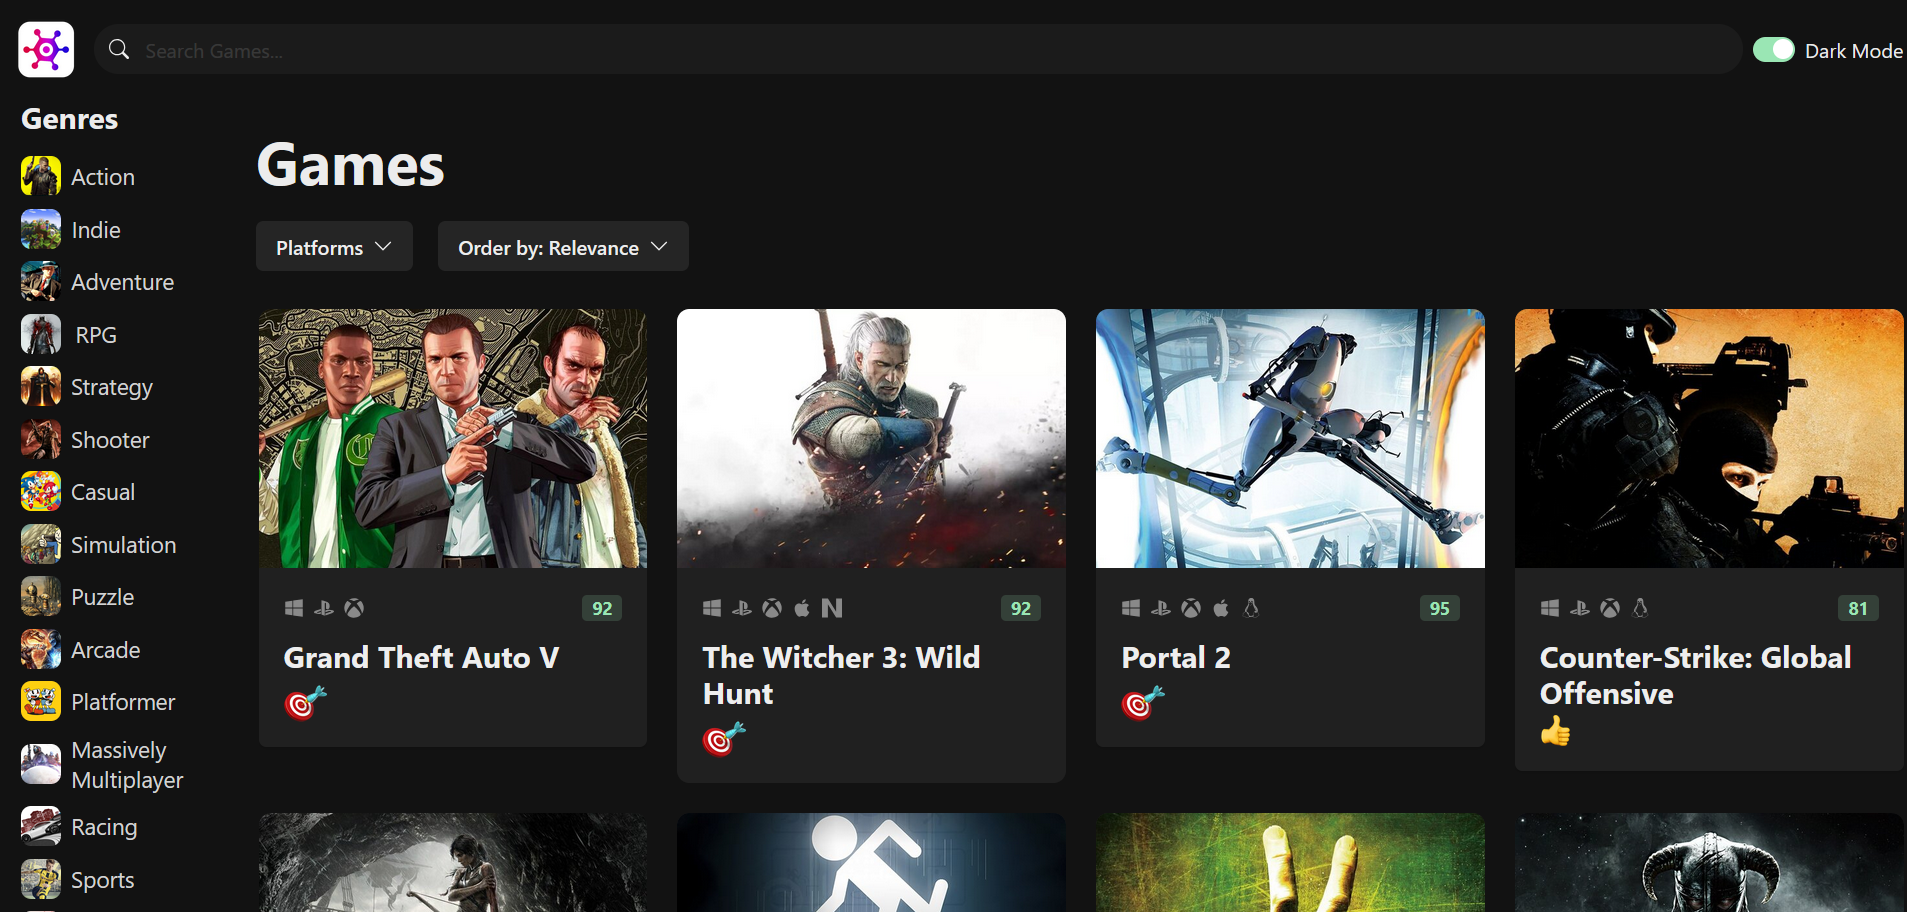 Search Games...
Dark Mode
Genres
Action
Indie
Adventure
RPG
Strategy
Shooter
Casual
Simulation
Puzzle
Arcade
Platformer
Massively
Multiplayer
Racing
Sports
Games
Platforms
Order by: Relevance
92
Grand Theft Auto V
92
The Witcher 3: Wild
Hunt
95
Portal 2
81
Counter-Strike: Global
Offensive